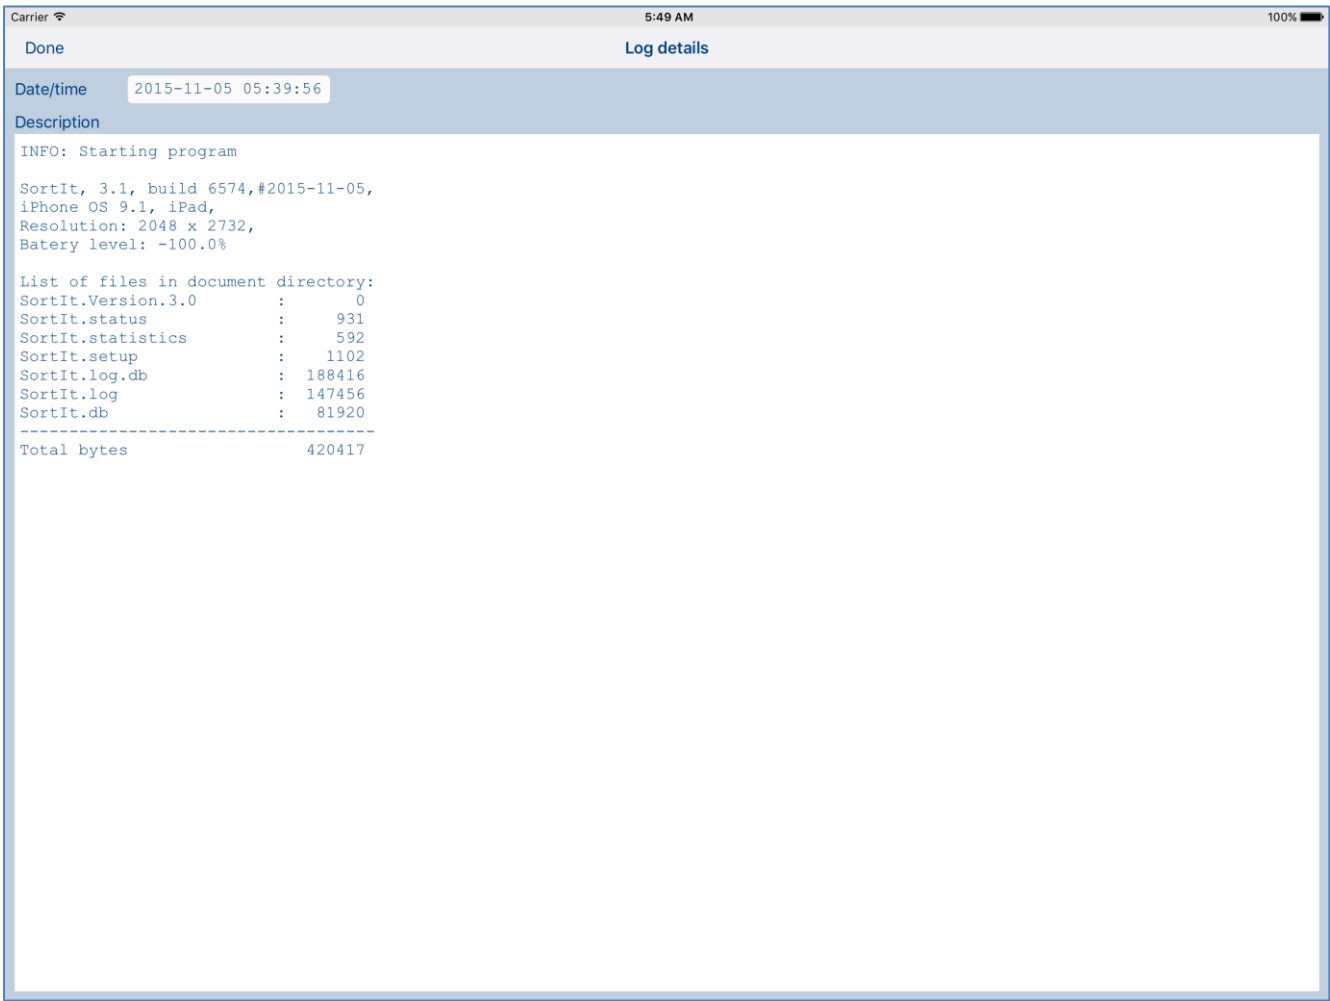 Carrier 5:49 AM 100%
Done Log details
Date/time 2015-11-05 05:39:56
Description
INFO: Starting program
SortIt, 3.1, build 6574,#2015-11-05,
iPhone OS 9.1, iPad,
Resolution: 2048 x 2732,
Batery level: -100.0%
List of files in document directory:
SortIt.Version.3.0 : 0
SortIt.status : 931
SortIt.statistics : 592
SortIt.setup : 1102
SortIt.log.db : 188416
SortIt.log : 147456
SortIt.db : 81920
------------------------------------
Total bytes 420417